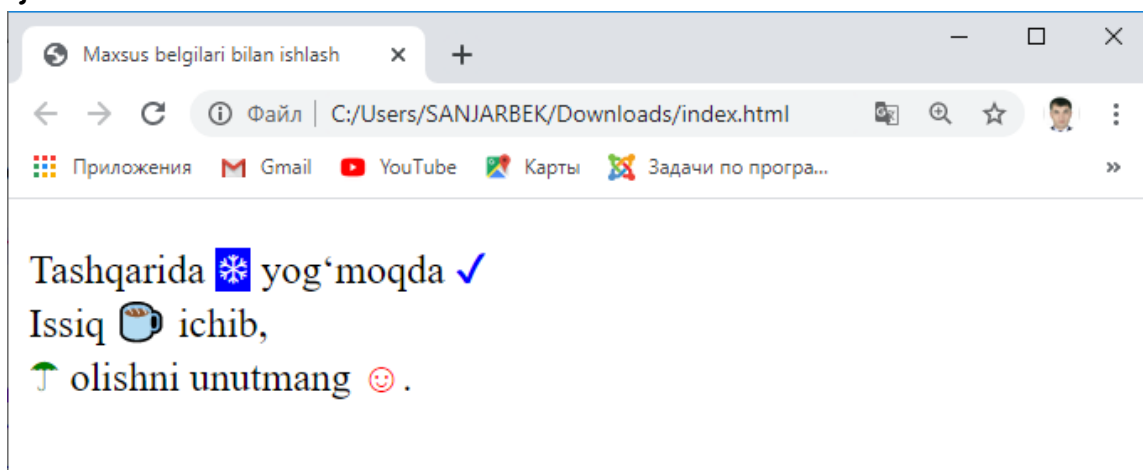 Maxsus belgilari bilan ishlash
Файл | C:/Users/SANJARBEK/Downloads/index.html
Приложения Gmail YouTube Карты Задачи по програ... »
Tashqarida ❄ yog‘moqda ✓
Issiq ☕ ichib,
☂ olishni unutmang ☺.